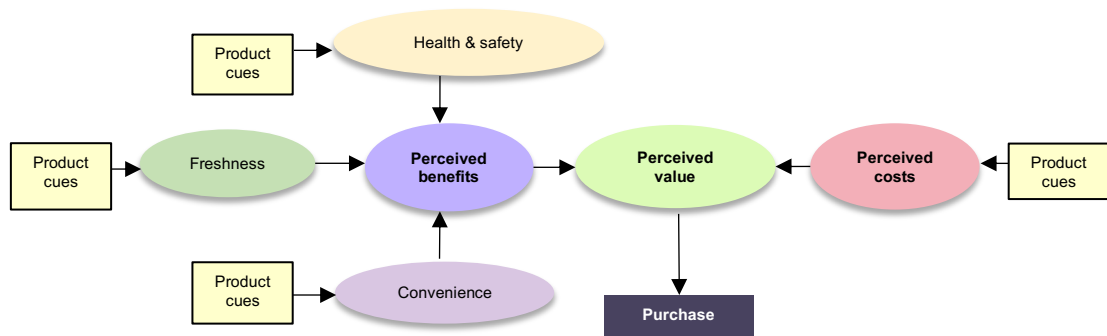 Product
cues
Health & safety
Product
cues
Freshness
Perceived
benefits
Perceived
value
Perceived
costs
Product
cues
Product
cues
Convenience
Purchase